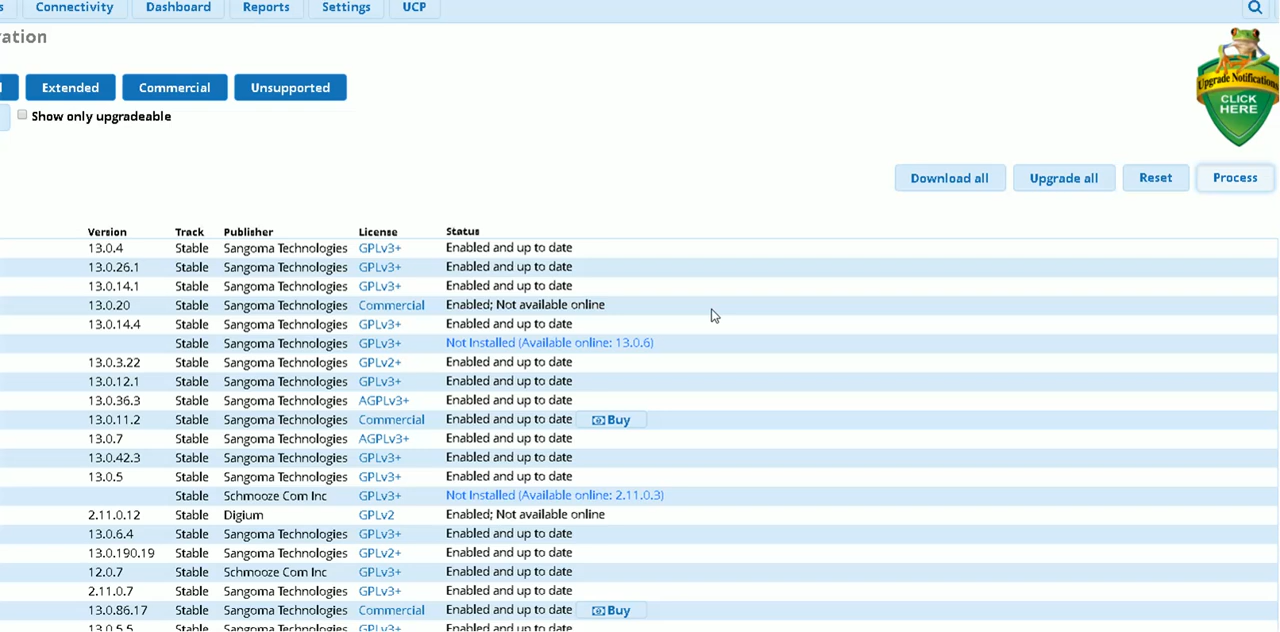 s Connectivity Dashboard Reports Settings UCP
ration
Extended Commercial Unsupported
Upgrade Notifications
CLICK
HERE
Show only upgradeable
Download all Upgrade all Reset Process
Version Track Publisher License Status
13.0.4 Stable Sangoma Technologies GPLv3+ Enabled and up to date
13.0.26.1 Stable Sangoma Technologies GPLv3+ Enabled and up to date
13.0.14.1 Stable Sangoma Technologies GPLv3+ Enabled and up to date
13.0.20 Stable Sangoma Technologies Commercial Enabled; Not available online
13.0.14.4 Stable Sangoma Technologies GPLv3+ Enabled and up to date
Stable Sangoma Technologies GPLv3+ Not Installed (Available online: 13.0.6)
13.0.3.22 Stable Sangoma Technologies GPLv2+ Enabled and up to date
13.0.12.1 Stable Sangoma Technologies GPLv3+ Enabled and up to date
13.0.36.3 Stable Sangoma Technologies AGPLv3+ Enabled and up to date
13.0.11.2 Stable Sangoma Technologies Commercial Enabled and up to date Buy
13.0.7 Stable Sangoma Technologies AGPLv3+ Enabled and up to date
13.0.42.3 Stable Sangoma Technologies GPLv3+ Enabled and up to date
13.0.5 Stable Sangoma Technologies GPLv3+ Enabled and up to date
Stable Schmooze Com Inc GPLv3+ Not Installed (Available online: 2.11.0.3)
2.11.0.12 Stable Digium GPLv2 Enabled; Not available online
13.0.6.4 Stable Sangoma Technologies GPLv3+ Enabled and up to date
13.0.190.19 Stable Sangoma Technologies GPLv2+ Enabled and up to date
12.0.7 Stable Schmooze Com Inc GPLv3+ Enabled and up to date
2.11.0.7 Stable Sangoma Technologies GPLv3+ Enabled and up to date
13.0.86.17 Stable Sangoma Technologies Commercial Enabled and up to date Buy
13.0.5.5 Stable Sangoma Technologies GPLv3+ Enabled and up to date